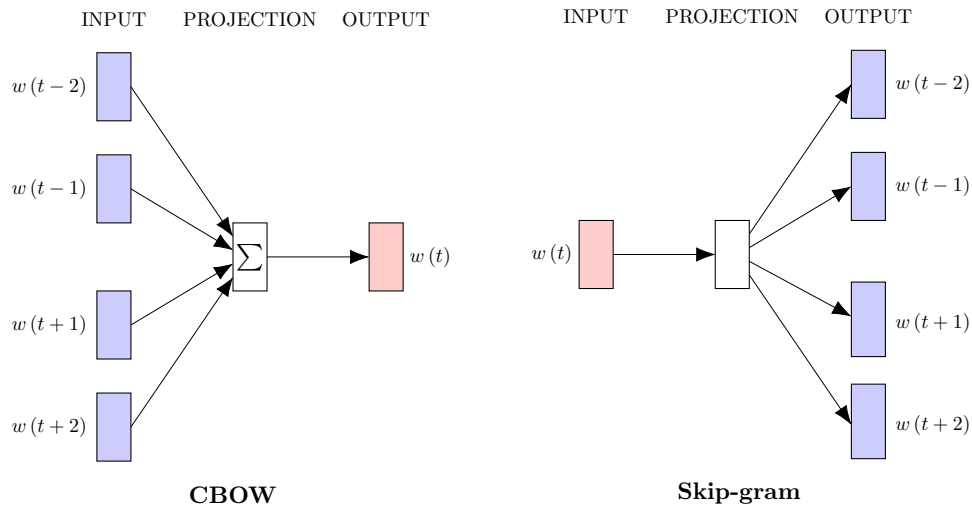 INPUT PROJECTION OUTPUT
w (t − 2)
w (t − 1)
∑
w (t)
w (t + 1)
w (t + 2)
CBOW
INPUT PROJECTION OUTPUT
w (t − 2)
w (t − 1)
w (t)
w (t + 1)
w (t + 2)
Skip-gram